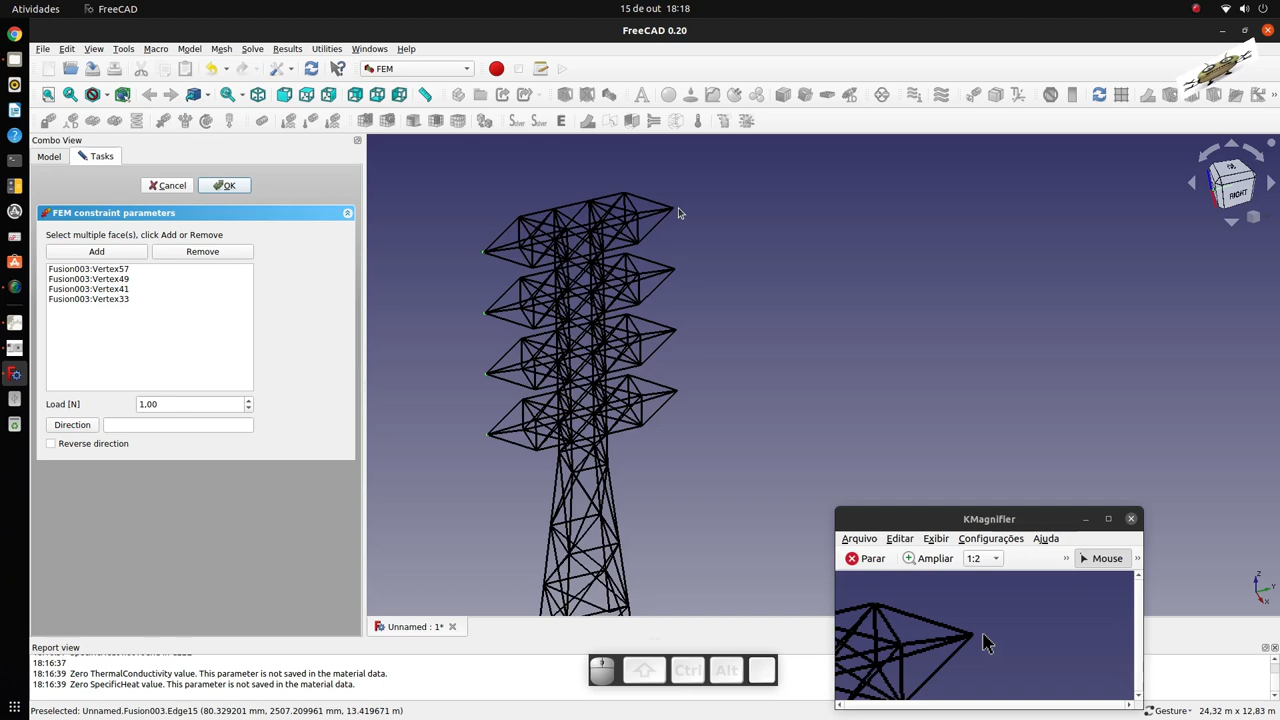 Atividades
FreeCAD
15 de out 18:18
FreeCAD 0.20
File Edit View Tools Macro Model Mesh Solve Results Utilities Windows Help
FEM
Combo View
Model
Tasks
Cancel
OK
FEM constraint parameters
Select multiple face(s), click Add or Remove
Add
Remove
Fusion003:Vertex57
Fusion003:Vertex49
Fusion003:Vertex41
Fusion003:Vertex33
Load [N]
1.00
Direction
Reverse direction
RIGHT
KMagnifier
Arquivo Editar Exibir Configurações Ajuda
Parar
Ampliar
1:2
Mouse
Unnamed : 1*
Report view
18:16:37
18:16:39 Zero ThermalConductivity value. This parameter is not saved in the material data.
18:16:39 Zero SpecificHeat value. This parameter is not saved in the material data.
Ctrl
Alt
Preselected: Unnamed.Fusion003.Edge15 (80.329201 mm, 2507.209961 mm, 13.419671 m)
Gesture
24,32 m x 12,83 m